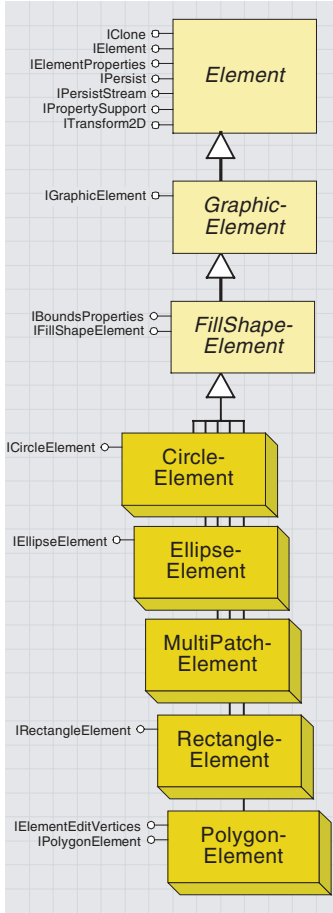 IClone
IElement
IElementProperties
IPersist
IPersistStream
IPropertySupport
ITransform2D
Element
IGraphicElement
Graphic-
Element
IBoundsProperties
IFillShapeElement
FillShape-
Element
ICircleElement
Circle-
Element
IEllipseElement
Ellipse-
Element
MultiPatch-
Element
IRectangleElement
Rectangle-
Element
IElementEditVertices
IPolygonElement
Polygon-
Element